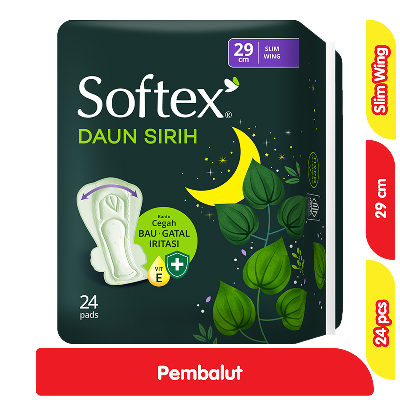 29
cm
SLIM
WING
Softex®
DAUN SIRIH
Bantu
Cegah
BAU · GATAL
IRITASI
VIT
E
24
pads
Slim Wing
29 cm
24 pcs
Pembalut